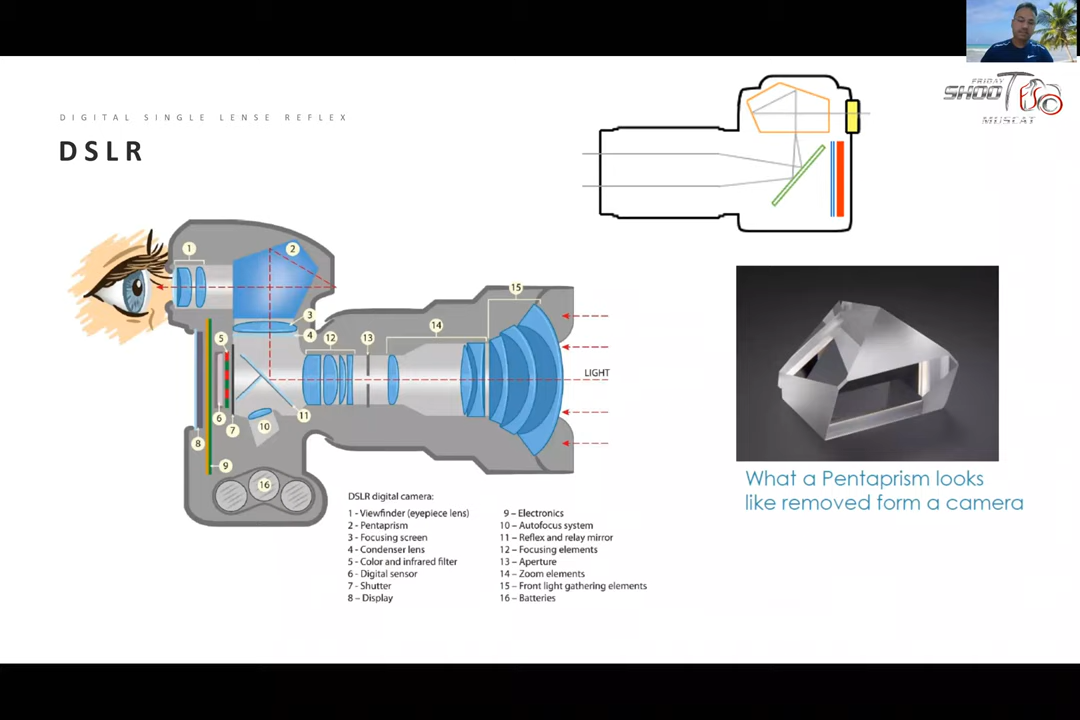 FRIDAY
SHOOT
MUSCAT
DIGITAL SINGLE LENSE REFLEX
DSLR
1
2
3
4
5
6
7
8
9
10
11
12
13
14
15
16
LIGHT
DSLR digital camera:
1 - Viewfinder (eyepiece lens)
2 - Pentaprism
3 - Focusing screen
4 - Condenser lens
5 - Color and infrared filter
6 - Digital sensor
7 - Shutter
8 – Display
9 – Electronics
10 – Autofocus system
11 – Reflex and relay mirror
12 – Focusing elements
13 – Aperture
14 – Zoom elements
15 – Front light gathering elements
16 – Batteries
What a Pentaprism looks
like removed form a camera